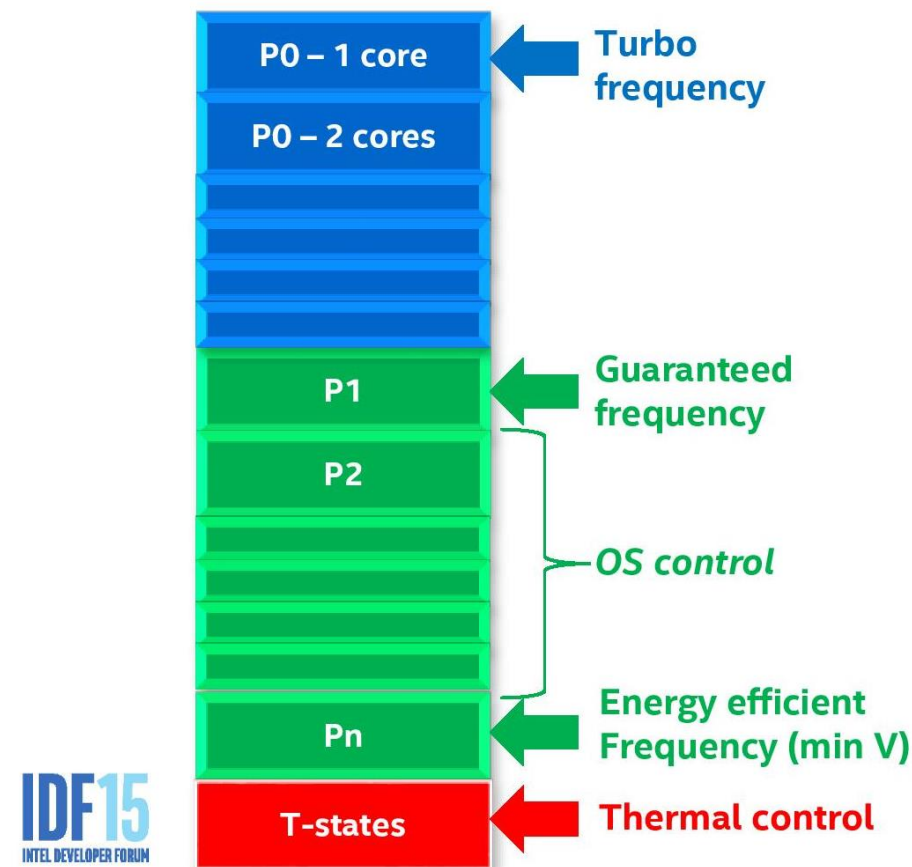 P0 – 1 core
Turbo
frequency
P0 – 2 cores
P1
Guaranteed
frequency
P2
OS control
Pn
Energy efficient
Frequency (min V)
T-states
Thermal control
IDF15
INTEL DEVELOPER FORUM